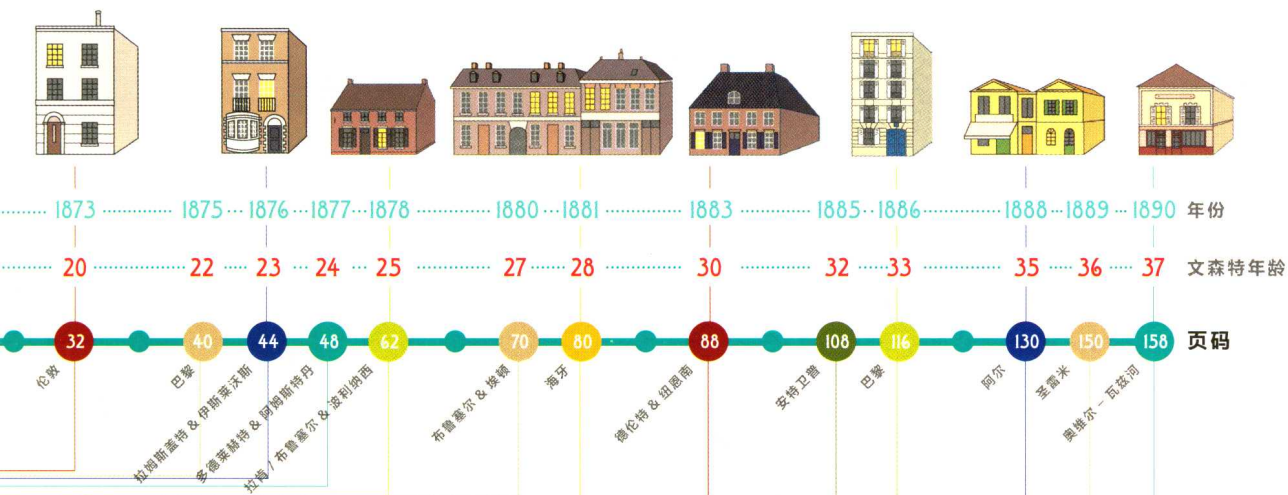 1873 1875 1876 1877 1878 1880 1881 1883 1885 1886 1888 1889 1890 年份
20 22 23 24 25 27 28 30 32 33 35 36 37 文森特年龄
32 40 44 48 62 70 80 88 108 116 130 150 158 页码
伦敦
巴黎
拉姆斯盖特 & 伊斯莱沃斯
多德莱赫特 & 阿姆斯特丹
拉肯 / 布鲁塞尔 & 波利纳西
布鲁塞尔 & 埃顿
海牙
德伦特 & 纽恩南
安特卫普
巴黎
阿尔
圣雷米
奥维尔 – 瓦兹河